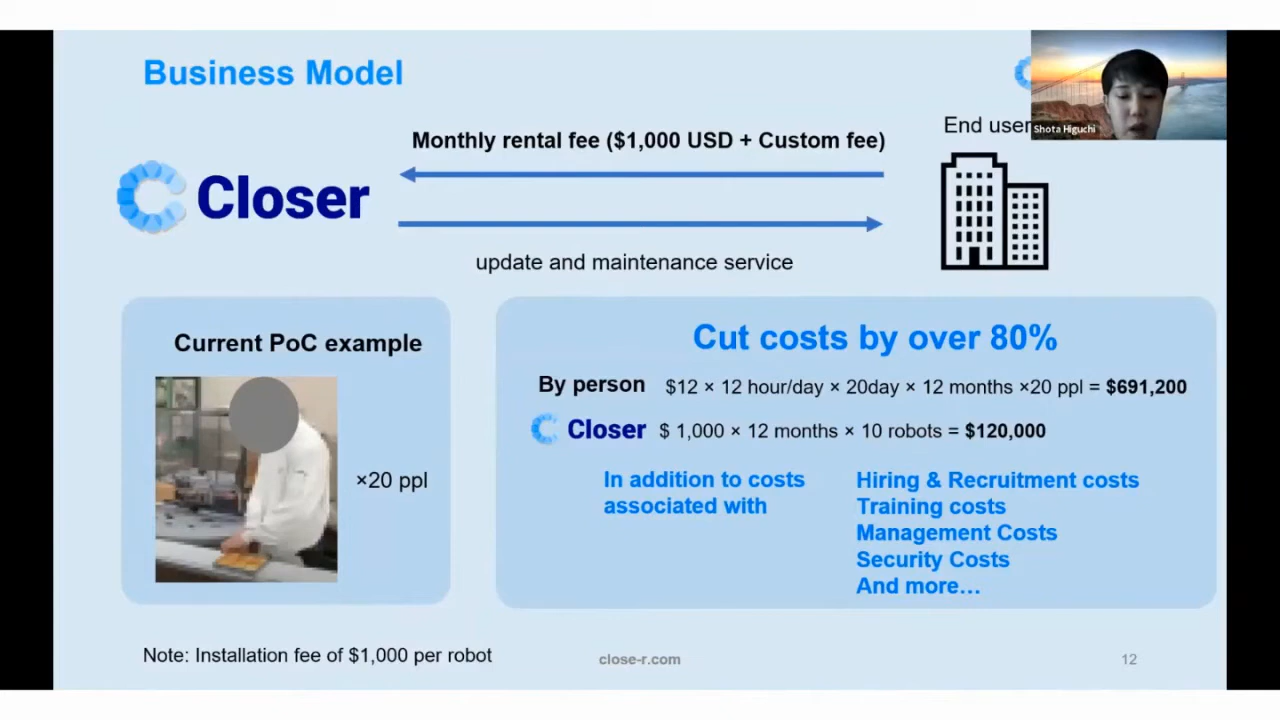 Business Model
Shota Higuchi
End user
Monthly rental fee ($1,000 USD + Custom fee)
Closer
update and maintenance service
Current PoC example
×20 ppl
Cut costs by over 80%
By person $12 × 12 hour/day × 20day × 12 months ×20 ppl = $691,200
Closer $ 1,000 × 12 months × 10 robots = $120,000
In addition to costs
associated with
Hiring & Recruitment costs
Training costs
Management Costs
Security Costs
And more…
Note: Installation fee of $1,000 per robot
close-r.com
12